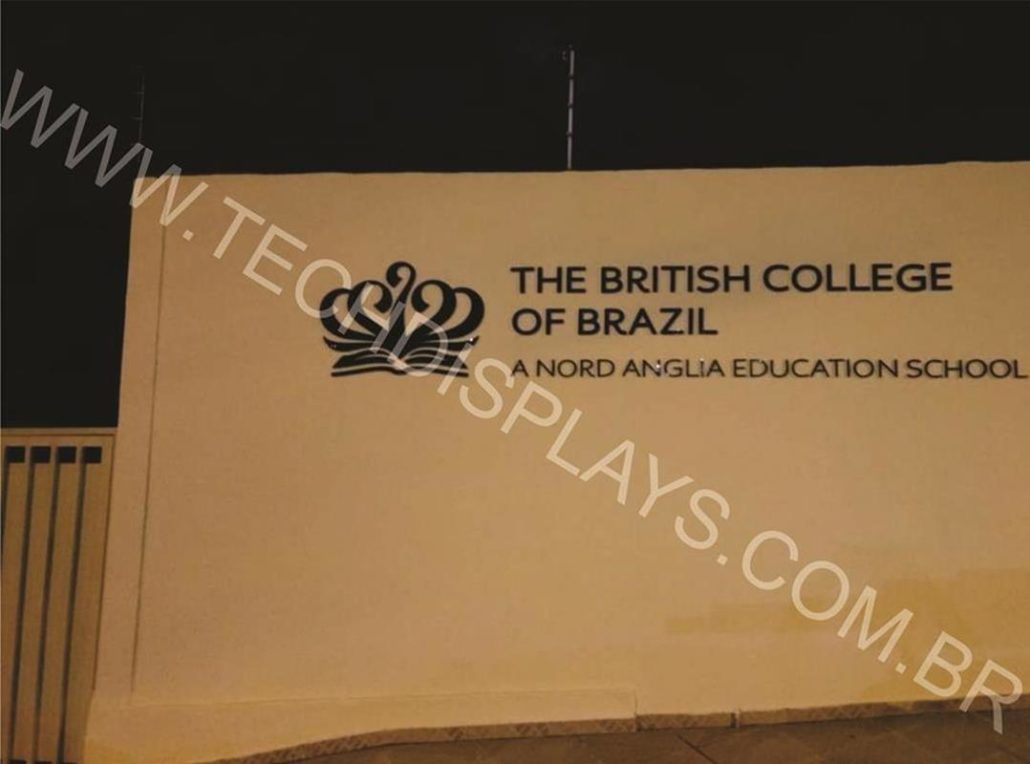 THE BRITISH COLLEGE
OF BRAZIL
A NORD ANGLIA EDUCATION SCHOOL
WWW.TECHDISPLAYS.COM.BR